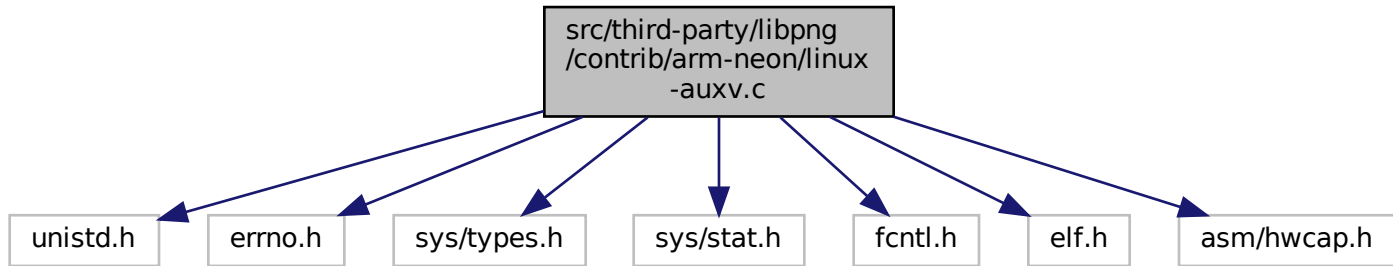 src/third-party/libpng
/contrib/arm-neon/linux
-auxv.c
unistd.h
errno.h
sys/types.h
sys/stat.h
fcntl.h
elf.h
asm/hwcap.h